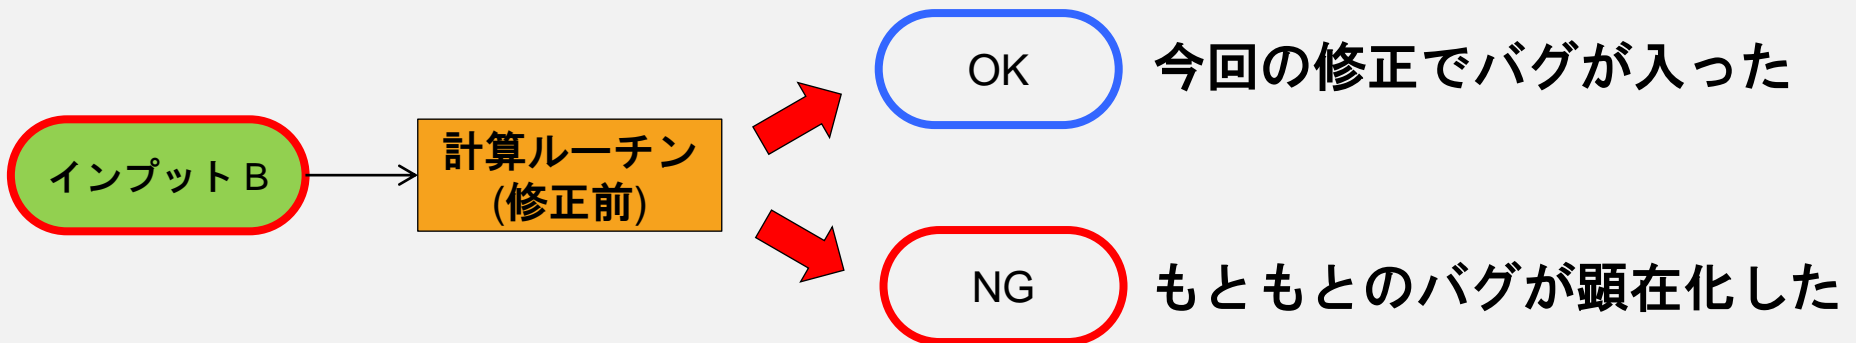 インプット B
計算ルーチン
(修正前)
OK
今回の修正でバグが入った
NG
もともとのバグが顕在化した